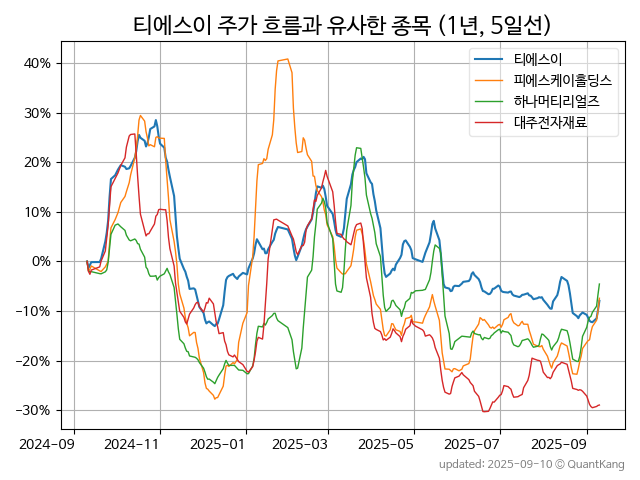 티에스이 주가 흐름과 유사한 종목 (1년, 5일선)
티에스이
피에스케이홀딩스
하나머티리얼즈
대주전자재료
40%
30%
20%
10%
0%
−10%
−20%
−30%
2024-09 2024-11 2025-01 2025-03 2025-05 2025-07 2025-09
updated: 2025-09-10 © QuantKang